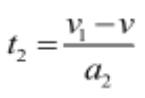 t₂ = (v₁ − v) / a₂